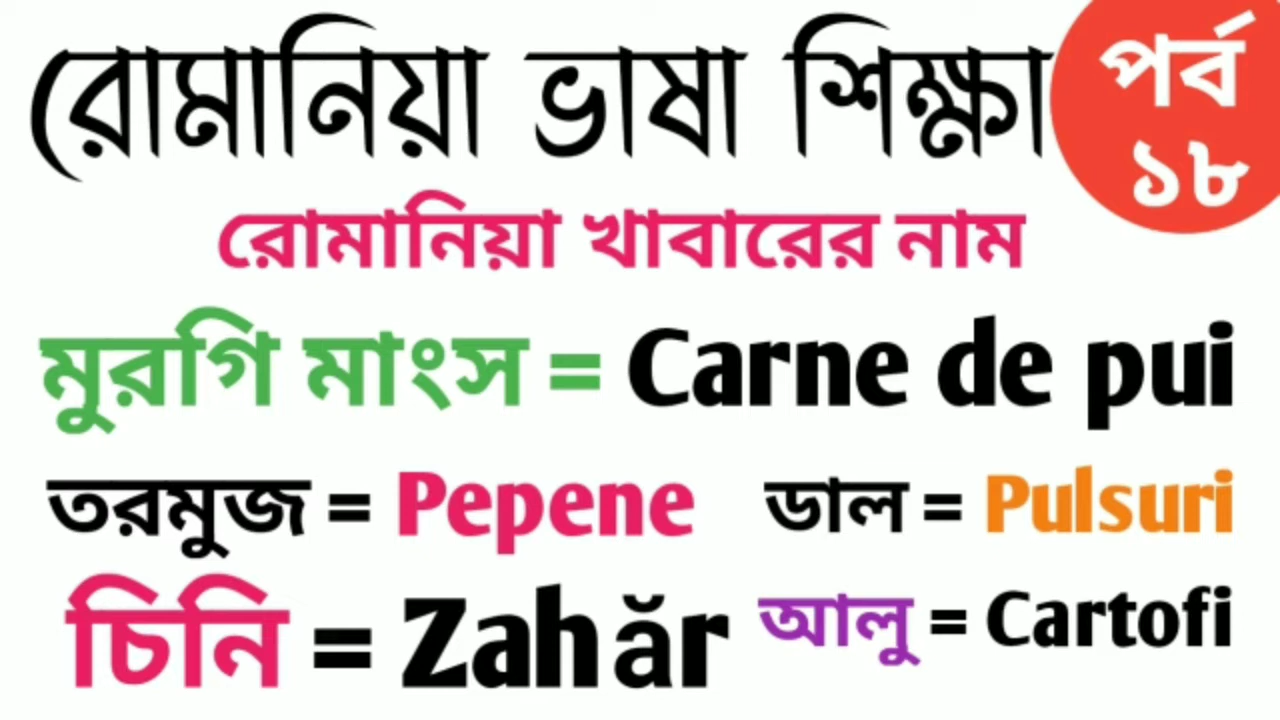 রোমানিয়া ভাষা শিক্ষা
পর্ব
১৮
রোমানিয়া খাবারের নাম
মুরগি মাংস = Carne de pui
তরমুজ = Pepene ডাল = Pulsuri
চিনি = Zahăr আলু = Cartofi